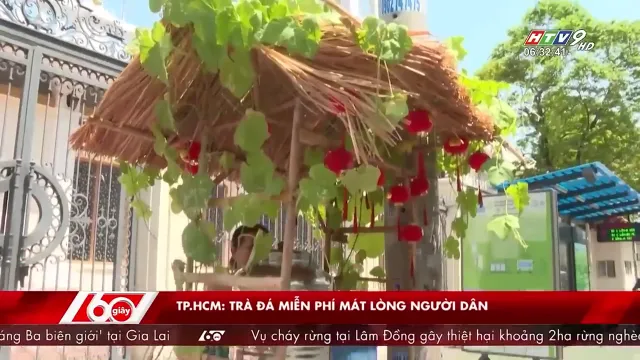 HTV9 HD
06:32:41
60 giây
TP.HCM: TRÀ ĐÁ MIỄN PHÍ MÁT LÒNG NGƯỜI DÂN
áng Ba biên giới' tại Gia Lai 60 Vụ cháy rừng tại Lâm Đồng gây thiệt hại khoảng 2ha rừng nghè